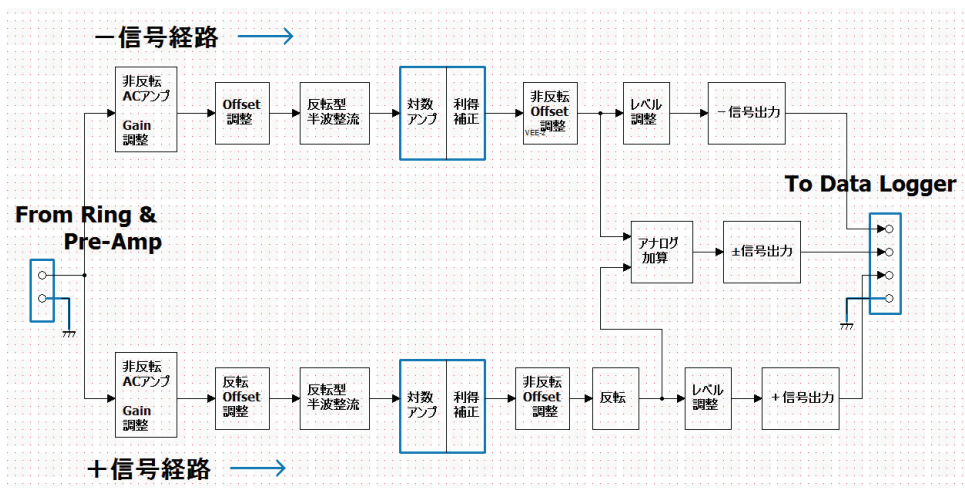 －信号経路
非反転
ACアンプ
Gain
調整
Offset
調整
反転型
半波整流
対数
アンプ
利得
補正
非反転
Offset
調整
VEE-2
レベル
調整
－信号出力
To Data Logger
From Ring &
Pre-Amp
アナログ
加算
±信号出力
非反転
ACアンプ
Gain
調整
反転
Offset
調整
反転型
半波整流
対数
アンプ
利得
補正
非反転
Offset
調整
反転
レベル
調整
＋信号出力
＋信号経路